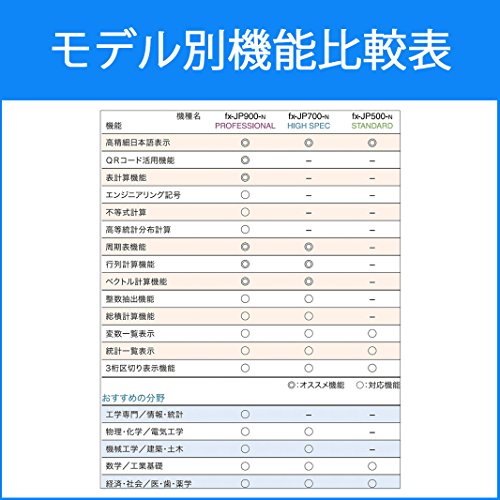 モデル別機能比較表
機種名 fx-JP900-N fx-JP700-N fx-JP500-N
機能 PROFESSIONAL HIGH SPEC STANDARD
高精細日本語表示 ◎ ◎ ◎
QRコード活用機能 ◎ − −
表計算機能 ◎ − −
エンジニアリング記号 ○ − −
不等式計算 ○ − −
高等統計分布計算 ○ − −
周期表機能 ◎ ◎ −
行列計算機能 ◎ ◎ −
ベクトル計算機能 ◎ ◎ −
整数抽出機能 ○ ○ −
総積計算機能 ○ ○ −
変数一覧表示 ○ ○ ○
統計一覧表示 ○ ○ ○
3桁区切り表示機能 ○ ○ ○
◎:オススメ機能 ○:対応機能
おすすめの分野
工学専門/情報・統計 ○ − −
物理・化学/電気工学 ○ ○ −
機械工学/建築・土木 ○ ○ −
数学/工業基礎 ○ ○ ○
経済・社会/医・歯・薬学 ○ ○ ○